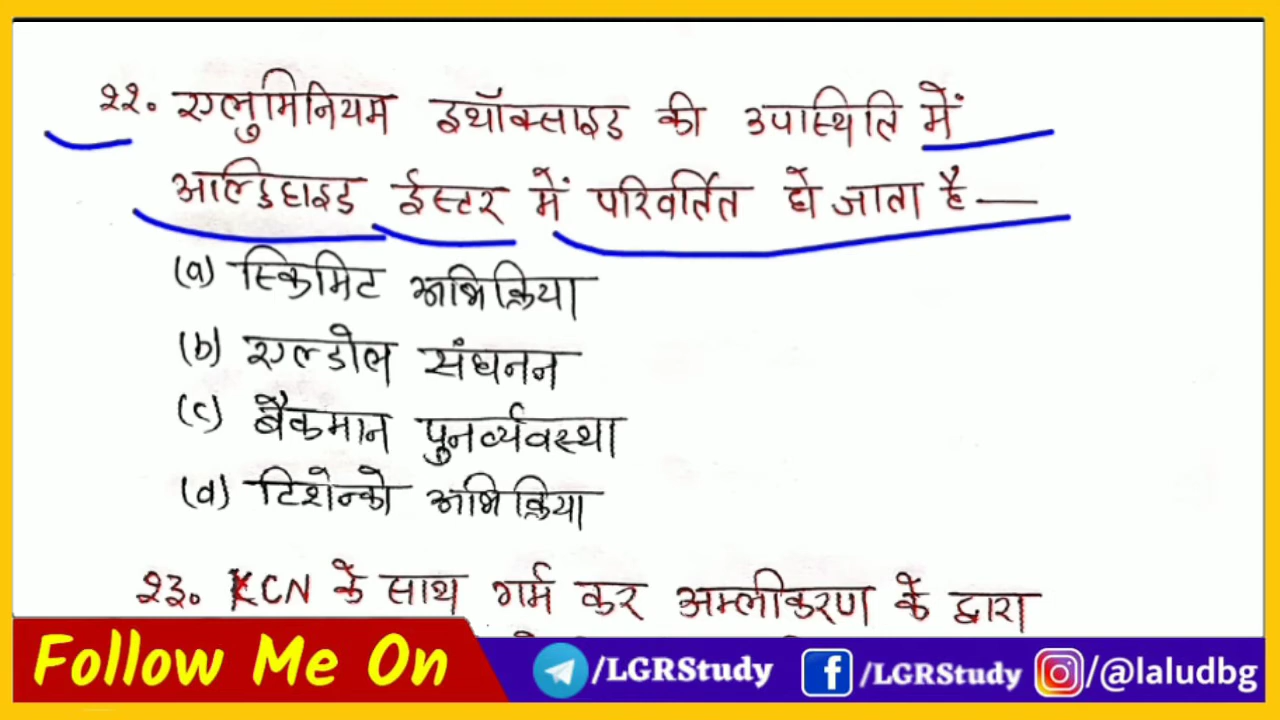 २२. एलुमिनियम इथॉक्साइड की उपास्थिति में
आल्डिहाइड ईस्टर में परिवर्तित हो जाता है —
(a) स्किमिट अभिक्रिया
(b) एल्डोल संघनन
(c) बैकमान पुनर्व्यवस्था
(d) टिशेन्को अभिक्रिया
२३. KCN के साथ गर्म कर अम्लीकरण के द्वारा
Follow Me On
/LGRStudy
/LGRStudy
/@laludbg